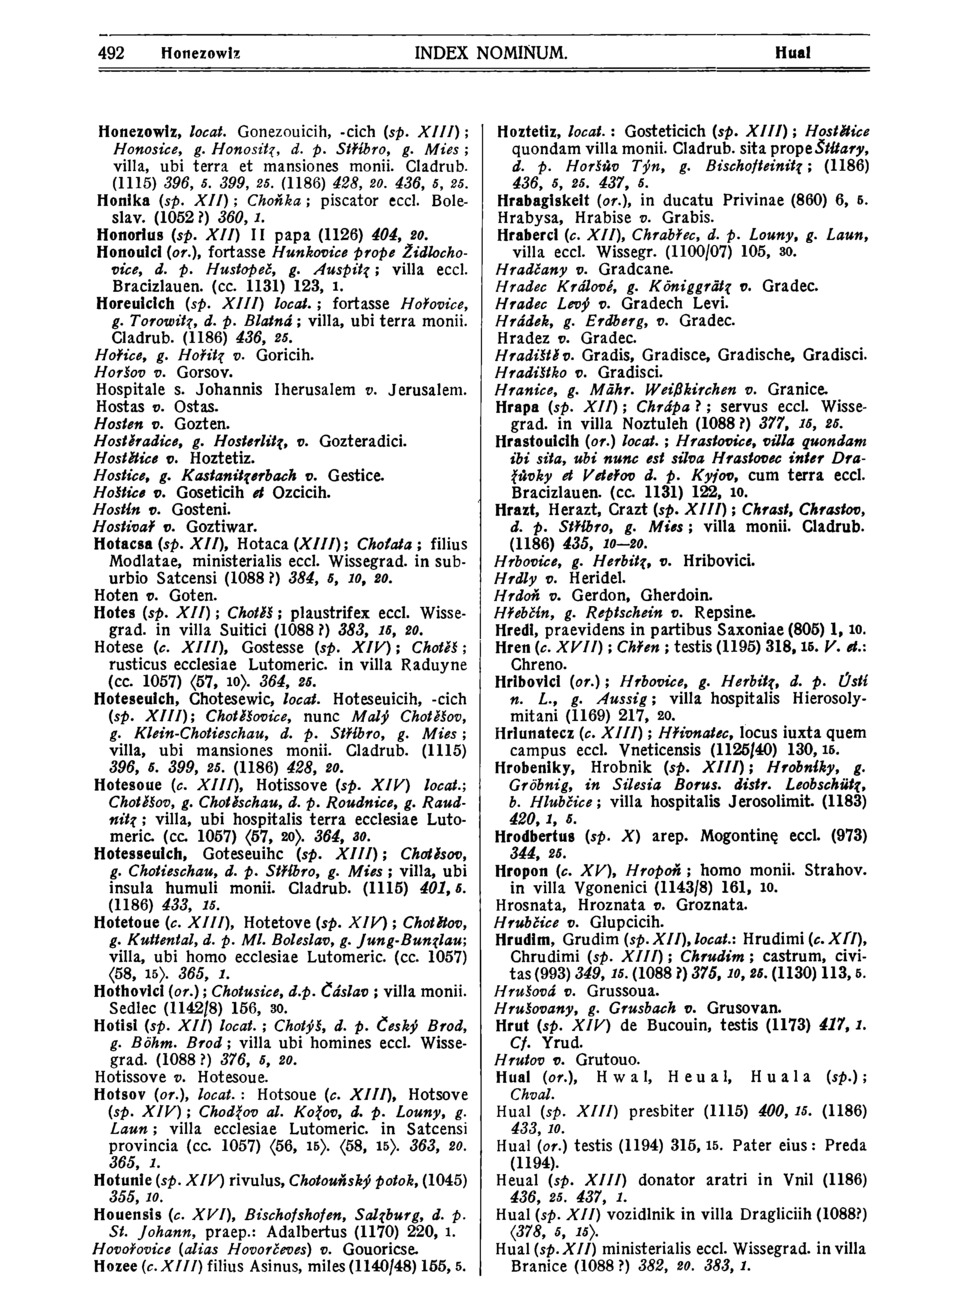 492 Honezowiz INDEX NOMINUM. Hual
Honezowiz, locat. Gonezouicih, -cich (sp. XIII);
Honosice, g. Honositz, d. p. Stříbro, g. Mies;
villa, ubi terra et mansiones monii. Cladrub.
(1115) 396, 5. 399, 25. (1186) 428, 20. 436, 5, 25.
Honika (sp. XII); Choňka; piscator eccl. Bole-
slav. (1052 ?) 360, 1.
Honorius (sp. XII) II papa (1126) 404, 20.
Honouici (or.), fortasse Hunkovice prope Židlocho-
vice, d. p. Hustopeč, g. Auspitz; villa eccl.
Bracizlauen. (cc. 1131) 123, 1.
Horeuicich (sp. XIII) locat.; fortasse Hořovice,
g. Torowitz, d. p. Blatná; villa, ubi terra monii.
Cladrub. (1186) 436, 25.
Hořice, g. Hořitz v. Goricih.
Horšov v. Gorsov.
Hospitale s. Johannis Iherusalem v. Jerusalem.
Hostas v. Ostas.
Hosten v. Gozten.
Hostěradice, g. Hosterlitz, v. Gozteradici.
Hostětice v. Hoztetiz.
Hostice, g. Kastanitzerbach v. Gestice.
Hoštice v. Goseticih et Ozcicih.
Hostín v. Gosteni.
Hostivař v. Goztiwar.
Hotacsa (sp. XII), Hotaca (XIII); Choťata; filius
Modlatae, ministerialis eccl. Wissegrad. in sub-
urbio Satcensi (1088 ?) 384, 5, 10, 20.
Hoten v. Goten.
Hotes (sp. XII); Chotěš; plaustrifex eccl. Wisse-
grad. in villa Suitici (1088 ?) 383, 15, 20.
Hotese (c. XIII), Gostesse (sp. XIV); Chotěš;
rusticus ecclesiae Lutomeric. in villa Raduyne
(cc. 1057) ⟨57, 10⟩. 364, 25.
Hoteseuich, Chotesewic, locat. Hoteseuicih, -cich
(sp. XIII); Chotěšovice, nunc Malý Chotěšov,
g. Klein-Chotieschau, d. p. Stříbro, g. Mies;
villa, ubi mansiones monii. Cladrub. (1115)
396, 5. 399, 25. (1186) 428, 20.
Hotesoue (c. XIII), Hotissove (sp. XIV) locat.;
Chotěšov, g. Chotěschau, d. p. Roudnice, g. Raud-
nitz; villa, ubi hospitalis terra ecclesiae Luto-
meric. (cc. 1057) ⟨57, 20⟩. 364, 30.
Hotesseuich, Goteseuihc (sp. XIII); Chotěsov,
g. Chotieschau, d. p. Stříbro, g. Mies; villa, ubi
insula humuli monii. Cladrub. (1115) 401, 5.
(1186) 433, 15.
Hotetoue (c. XIII), Hotetove (sp. XIV); Chotětov,
g. Kuttental, d. p. Ml. Boleslav, g. Jung-Bunzlau;
villa, ubi homo ecclesiae Lutomeric. (cc. 1057)
⟨58, 15⟩. 365, 1.
Hothovici (or.); Chotusice, d.p. Čáslav; villa monii.
Sedlec (1142/8) 156, 30.
Hotisi (sp. XII) locat.; Chotýš, d. p. Český Brod,
g. Böhm. Brod; villa ubi homines eccl. Wisse-
grad. (1088 ?) 376, 5, 20.
Hotissove v. Hotesoue.
Hotsov (or.), locat.: Hotsoue (c. XIII), Hotsove
(sp. XIV); Chodžov al. Kožov, d. p. Louny, g.
Laun; villa ecclesiae Lutomeric. in Satcensi
provincia (cc. 1057) ⟨56, 15⟩. ⟨58, 15⟩. 363, 20.
365, 1.
Hotunie (sp. XIV) rivulus, Chotouňský potok, (1045)
355, 10.
Houensis (c. XVI), Bischofshofen, Salzburg, d. p.
St. Johann, praep.: Adalbertus (1170) 220, 1.
Hovořovice (alias Hovorčeves) v. Gouoricse.
Hozee (c. XIII) filius Asinus, miles (1140/48) 155, 5.
Hoztetiz, locat.: Gosteticich (sp. XIII); Hostětice
quondam villa monii. Cladrub. sita prope Štítary,
d. p. Horšův Týn, g. Bischofteinitz; (1186)
436, 5, 25. 437, 5.
Hrabagiskeit (or.), in ducatu Privinae (860) 6, 5.
Hrabysa, Hrabise v. Grabis.
Hraberci (c. XII), Chrabřec, d. p. Louny, g. Laun,
villa eccl. Wissegr. (1100/07) 105, 30.
Hradčany v. Gradcane.
Hradec Králové, g. Königgrätz v. Gradec.
Hradec Levý v. Gradech Levi.
Hrádek, g. Erdberg, v. Gradec.
Hradez v. Gradec.
Hradiště v. Gradis, Gradisce, Gradische, Gradisci.
Hradištko v. Gradisci.
Hranice, g. Mähr. Weißkirchen v. Granice.
Hrapa (sp. XII); Chrápa ?; servus eccl. Wisse-
grad. in villa Noztuleh (1088 ?) 377, 15, 25.
Hrastouicih (or.) locat.; Hrastovice, villa quondam
ibi sita, ubi nunc est silva Hrastovec inter Dra-
žůvky et Veteřov d. p. Kyjov, cum terra eccl.
Bracizlauen. (cc. 1131) 122, 10.
Hrazt, Herazt, Crazt (sp. XIII); Chrast, Chrastov,
d. p. Stříbro, g. Mies; villa monii. Cladrub.
(1186) 435, 10—20.
Hrbovice, g. Herbitz, v. Hribovici.
Hrdly v. Heridel.
Hrdoň v. Gerdon, Gherdoin.
Hřebčín, g. Reptschein v. Repsine.
Hredi, praevidens in partibus Saxoniae (805) 1, 10.
Hren (c. XVII); Chřen; testis (1195) 318, 15. V. et.:
Chreno.
Hribovici (or.); Hrbovice, g. Herbitz, d. p. Ústí
n. L., g. Aussig; villa hospitalis Hierosoly-
mitani (1169) 217, 20.
Hriunatecz (c. XIII); Hřivnatec, locus iuxta quem
campus eccl. Vneticensis (1125/40) 130, 15.
Hrobeniky, Hrobnik (sp. XIII); Hrobníky, g.
Gröbnig, in Silesia Borus. distr. Leobschütz,
b. Hlubčice; villa hospitalis Jerosolimit. (1183)
420, 1, 5.
Hrodbertus (sp. X) arep. Mogontinę eccl. (973)
344, 25.
Hropon (c. XV), Hropoň; homo monii. Strahov.
in villa Vgonenici (1143/8) 161, 10.
Hrosnata, Hroznata v. Groznata.
Hrubčice v. Glupcicih.
Hrudim, Grudim (sp. XII), locat.: Hrudimi (c. XII),
Chrudimi (sp. XIII); Chrudim; castrum, civi-
tas (993) 349, 15. (1088 ?) 375, 10, 25. (1130) 113, 5.
Hrušová v. Grussoua.
Hrušovany, g. Grusbach v. Grusovan.
Hrut (sp. XIV) de Bucouin, testis (1173) 417, 1.
Cf. Yrud.
Hrutov v. Grutouo.
Hual (or.), Hwal, Heual, Huala (sp.);
Chval.
Hual (sp. XIII) presbiter (1115) 400, 15. (1186)
433, 10.
Hual (or.) testis (1194) 315, 15. Pater eius: Preda
(1194).
Heual (sp. XIII) donator aratri in Vnil (1186)
436, 25. 437, 1.
Hual (sp. XII) vozidlnik in villa Dragliciih (1088?)
⟨378, 5, 15⟩.
Hual (sp. XII) ministerialis eccl. Wissegrad. in villa
Branice (1088 ?) 382, 20. 383, 1.